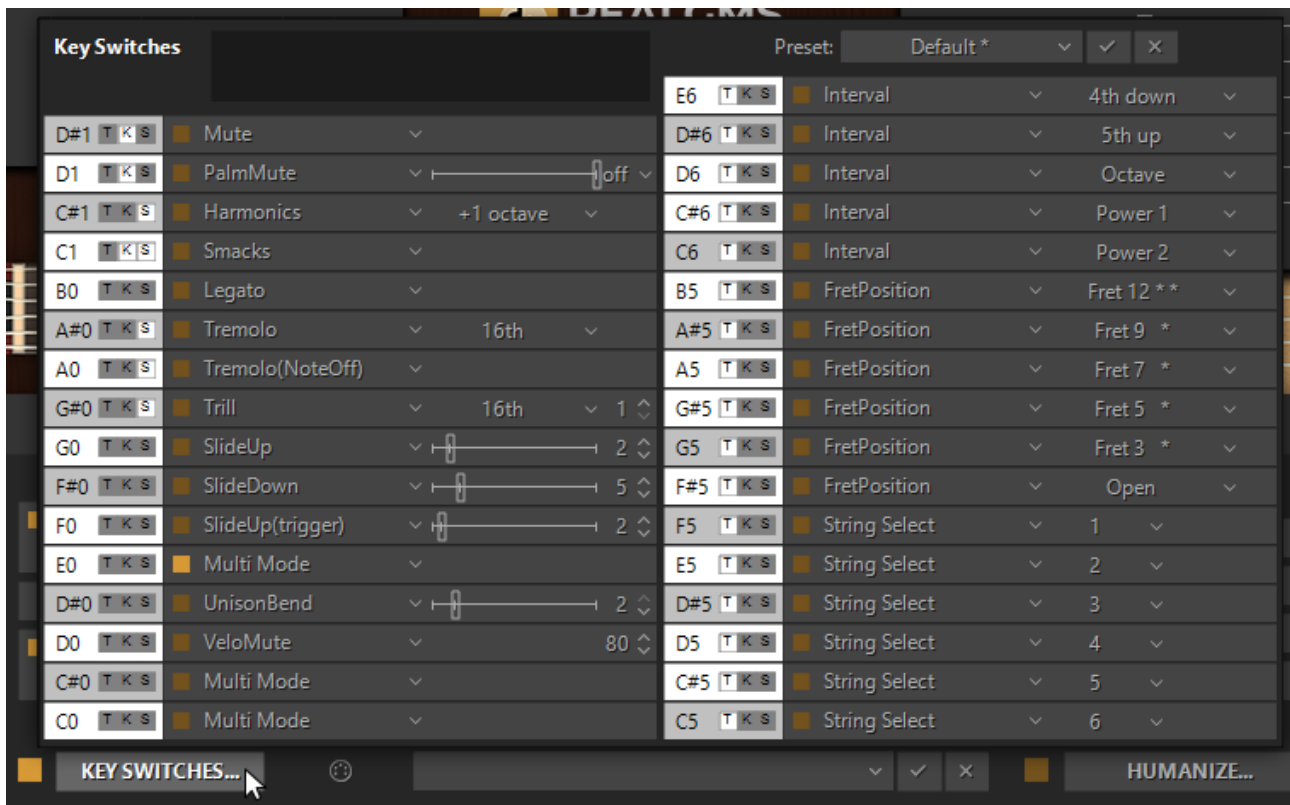 REALGMS
Key Switches
Preset: Default *
D#1 T K S Mute
D1 T K S PalmMute off
C#1 T K S Harmonics +1 octave
C1 T K S Smacks
B0 T K S Legato
A#0 T K S Tremolo 16th
A0 T K S Tremolo(NoteOff)
G#0 T K S Trill 16th 1
G0 T K S SlideUp 2
F#0 T K S SlideDown 5
F0 T K S SlideUp(trigger) 2
E0 T K S Multi Mode
D#0 T K S UnisonBend 2
D0 T K S VeloMute 80
C#0 T K S Multi Mode
C0 T K S Multi Mode
E6 T K S Interval 4th down
D#6 T K S Interval 5th up
D6 T K S Interval Octave
C#6 T K S Interval Power 1
C6 T K S Interval Power 2
B5 T K S FretPosition Fret 12 * *
A#5 T K S FretPosition Fret 9 *
A5 T K S FretPosition Fret 7 *
G#5 T K S FretPosition Fret 5 *
G5 T K S FretPosition Fret 3 *
F#5 T K S FretPosition Open
F5 T K S String Select 1
E5 T K S String Select 2
D#5 T K S String Select 3
D5 T K S String Select 4
C#5 T K S String Select 5
C5 T K S String Select 6
KEY SWITCHES...
HUMANIZE...